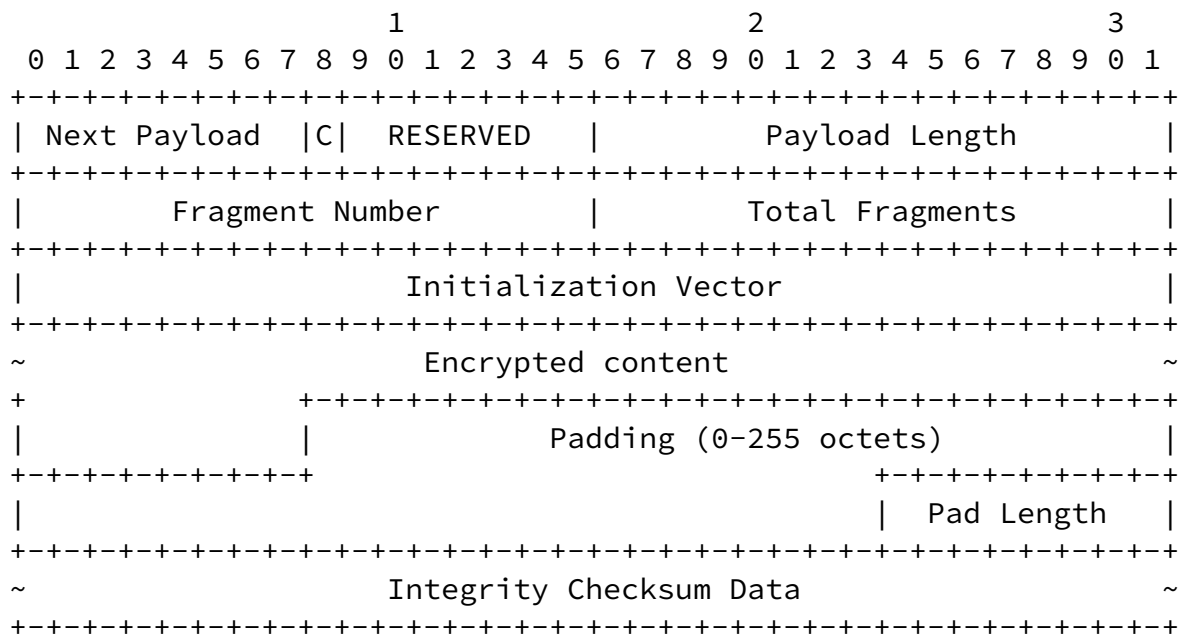 1                   2                   3
 0 1 2 3 4 5 6 7 8 9 0 1 2 3 4 5 6 7 8 9 0 1 2 3 4 5 6 7 8 9 0 1
+-+-+-+-+-+-+-+-+-+-+-+-+-+-+-+-+-+-+-+-+-+-+-+-+-+-+-+-+-+-+-+-+
| Next Payload  |C|  RESERVED   |         Payload Length        |
+-+-+-+-+-+-+-+-+-+-+-+-+-+-+-+-+-+-+-+-+-+-+-+-+-+-+-+-+-+-+-+-+
|        Fragment Number        |        Total Fragments        |
+-+-+-+-+-+-+-+-+-+-+-+-+-+-+-+-+-+-+-+-+-+-+-+-+-+-+-+-+-+-+-+-+
|                     Initialization Vector                     |
+-+-+-+-+-+-+-+-+-+-+-+-+-+-+-+-+-+-+-+-+-+-+-+-+-+-+-+-+-+-+-+-+
~                      Encrypted content                        ~
+               +-+-+-+-+-+-+-+-+-+-+-+-+-+-+-+-+-+-+-+-+-+-+-+-+
|               |             Padding (0-255 octets)            |
+-+-+-+-+-+-+-+-+                               +-+-+-+-+-+-+-+-+
|                                               |  Pad Length   |
+-+-+-+-+-+-+-+-+-+-+-+-+-+-+-+-+-+-+-+-+-+-+-+-+-+-+-+-+-+-+-+-+
~                    Integrity Checksum Data                    ~
+-+-+-+-+-+-+-+-+-+-+-+-+-+-+-+-+-+-+-+-+-+-+-+-+-+-+-+-+-+-+-+-+